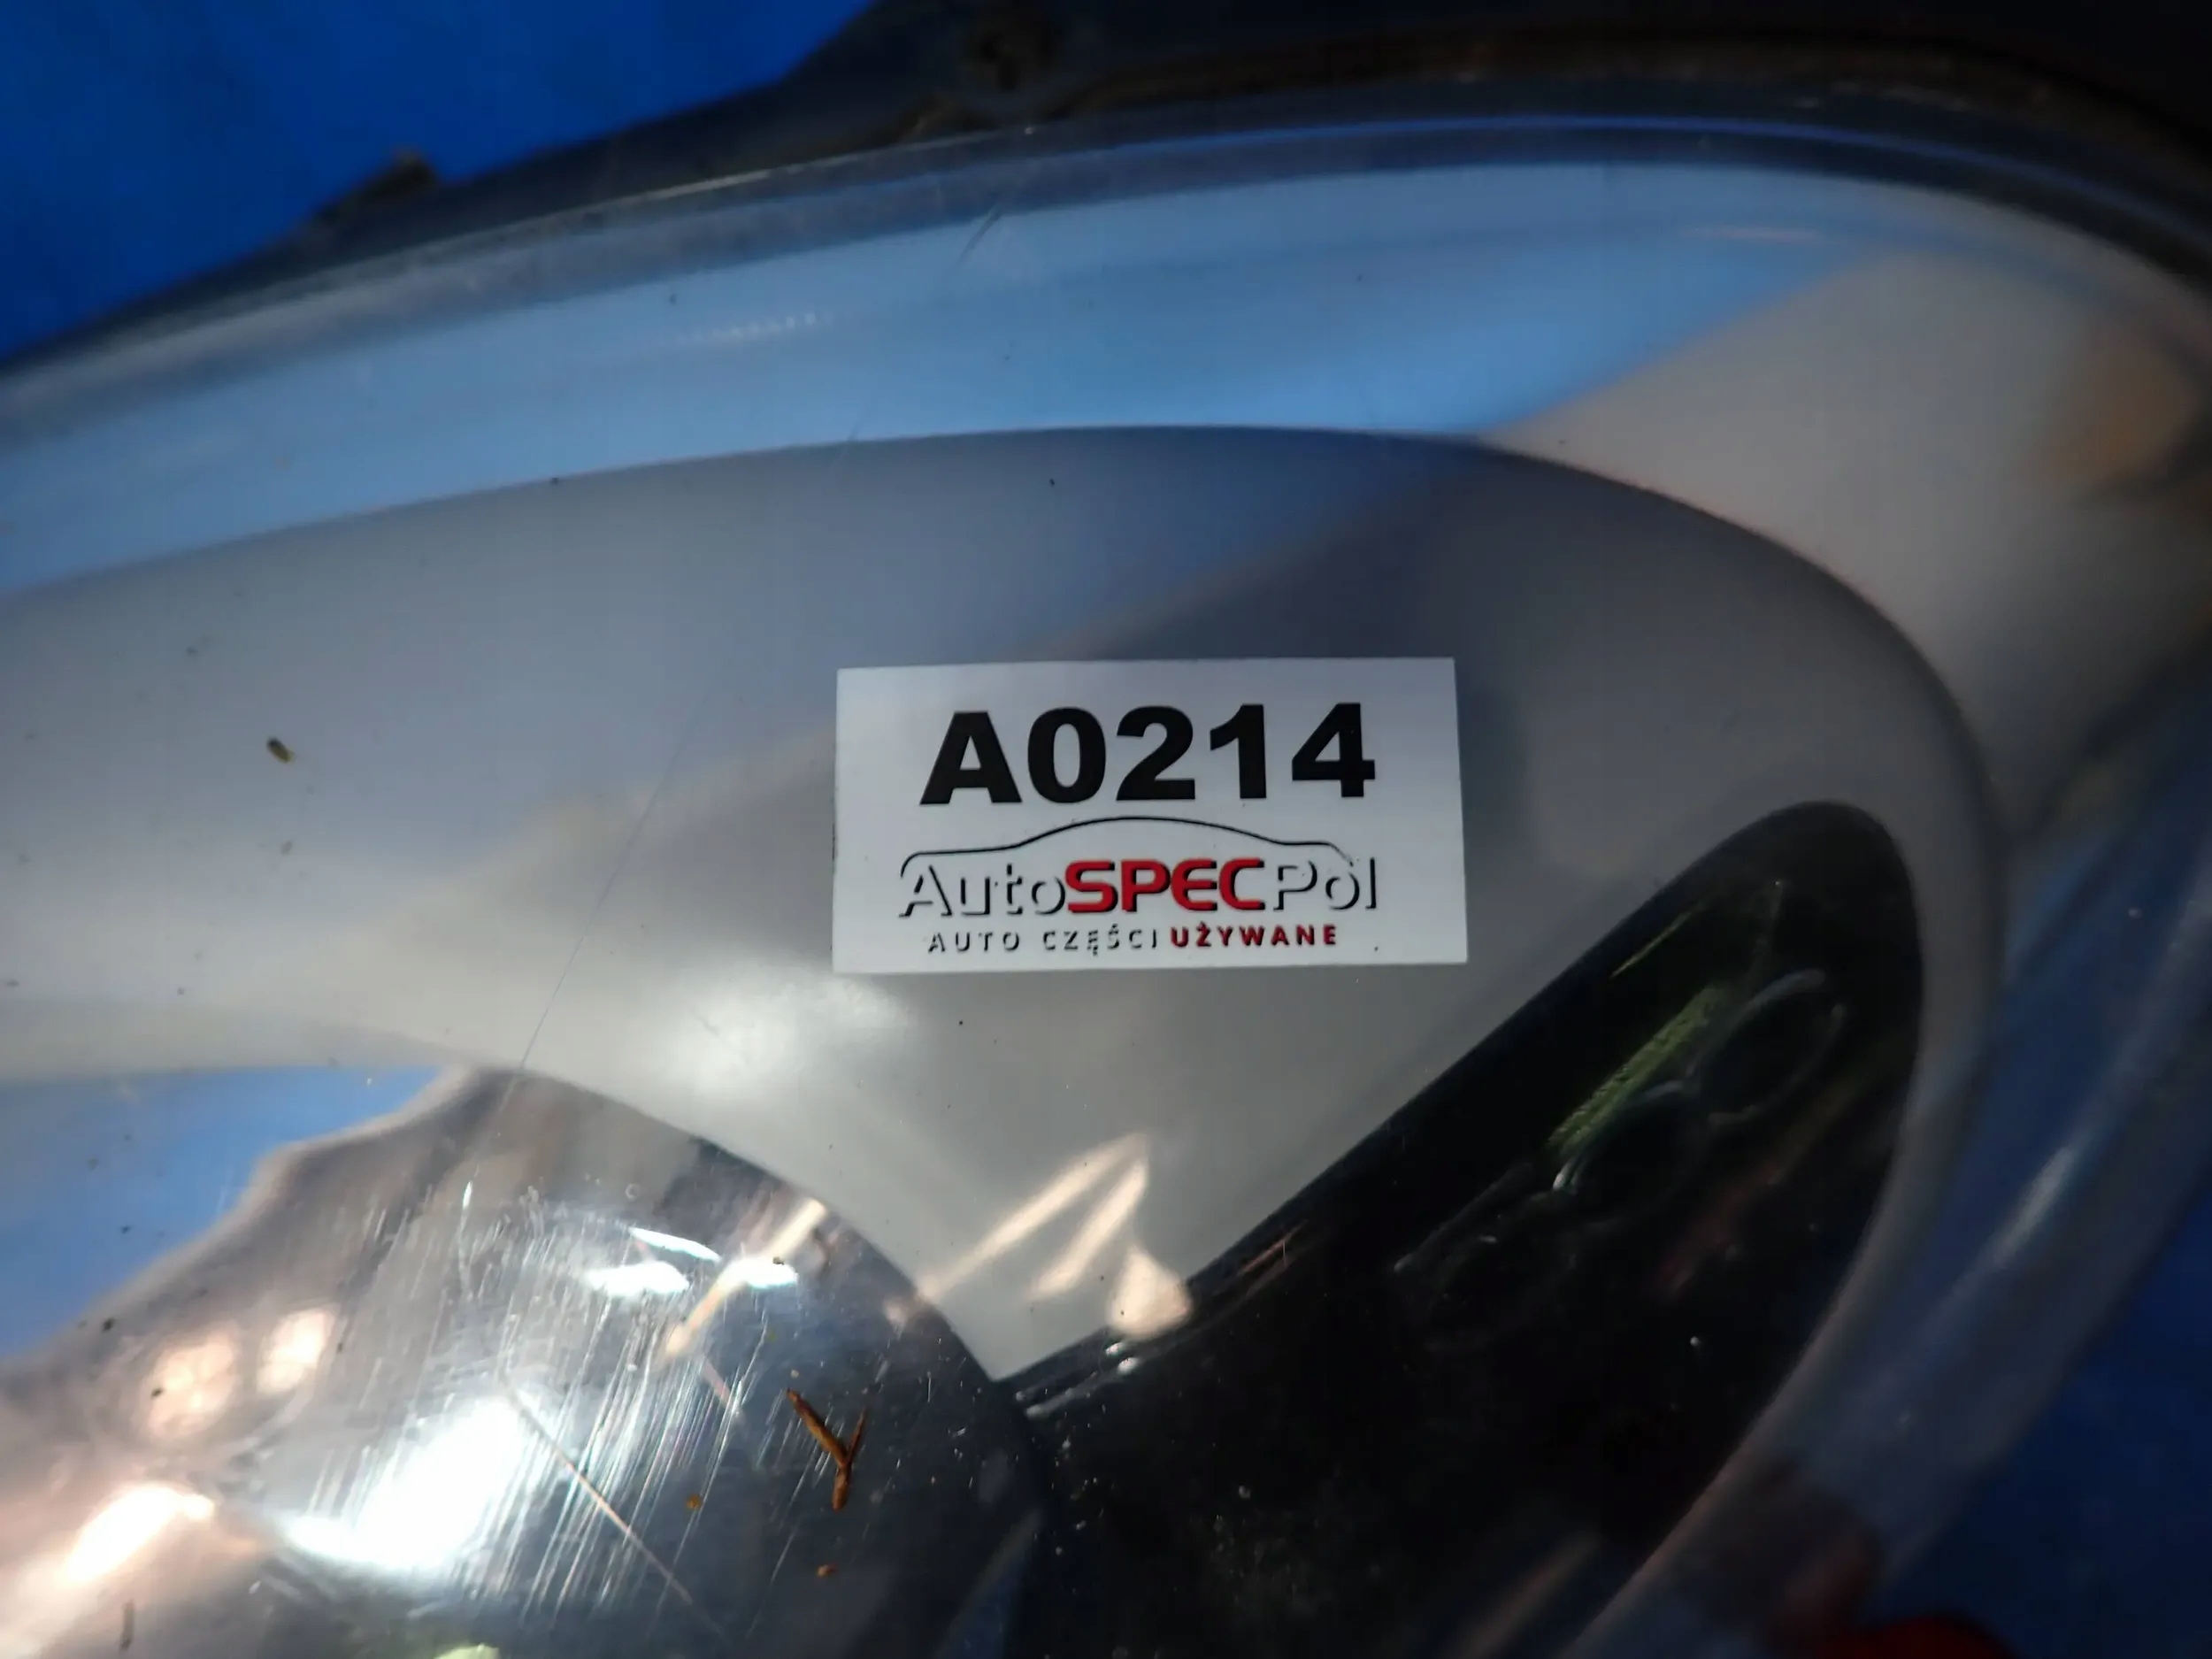 A0214
AutoSPECPol
AUTO CZĘŚCI UŻYWANE